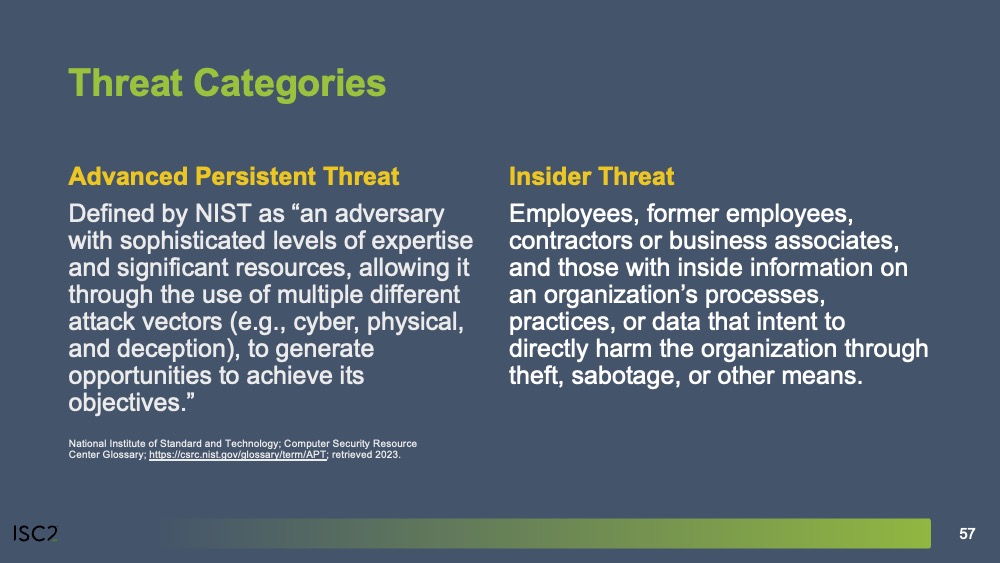 Threat Categories
Advanced Persistent Threat
Defined by NIST as “an adversary
with sophisticated levels of expertise
and significant resources, allowing it
through the use of multiple different
attack vectors (e.g., cyber, physical,
and deception), to generate
opportunities to achieve its
objectives.”
National Institute of Standard and Technology; Computer Security Resource
Center Glossary; https://csrc.nist.gov/glossary/term/APT; retrieved 2023.
Insider Threat
Employees, former employees,
contractors or business associates,
and those with inside information on
an organization’s processes,
practices, or data that intent to
directly harm the organization through
theft, sabotage, or other means.
ISC2
57